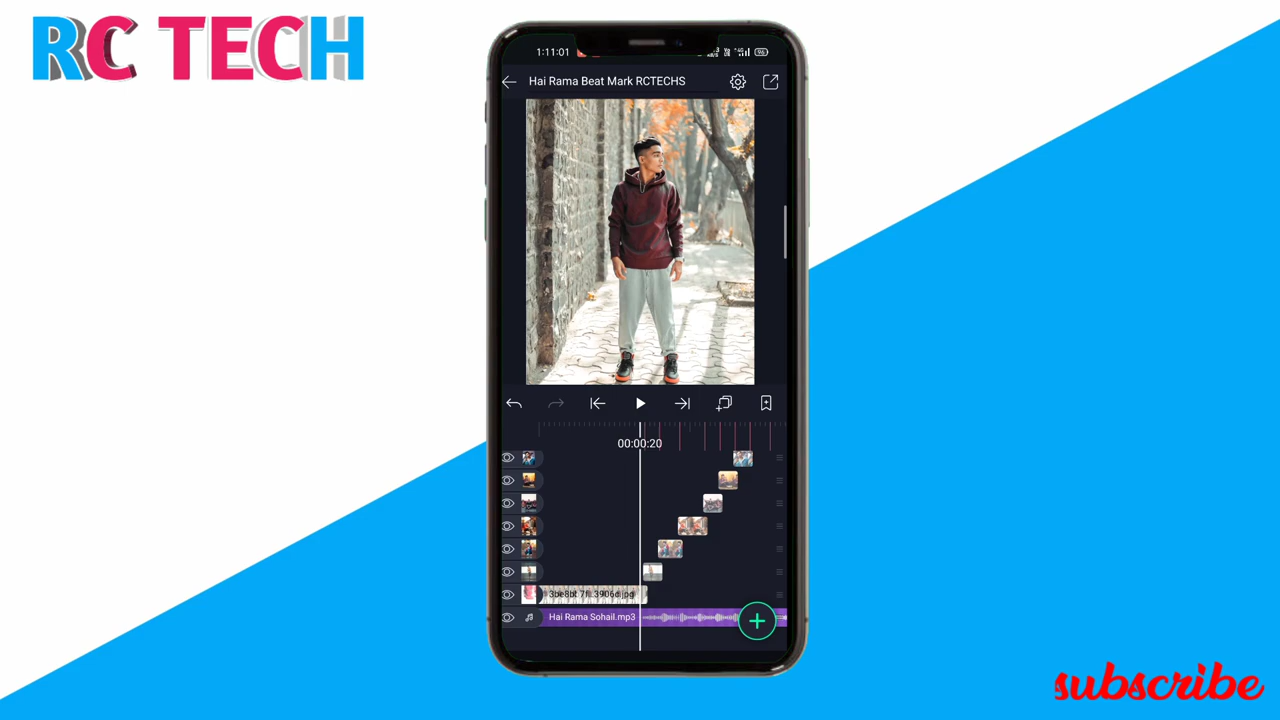 RC TECH
1:11:01
Hai Rama Beat Mark RCTECHS
00:00:20
Hai Rama Sohail.mp3
subscribe